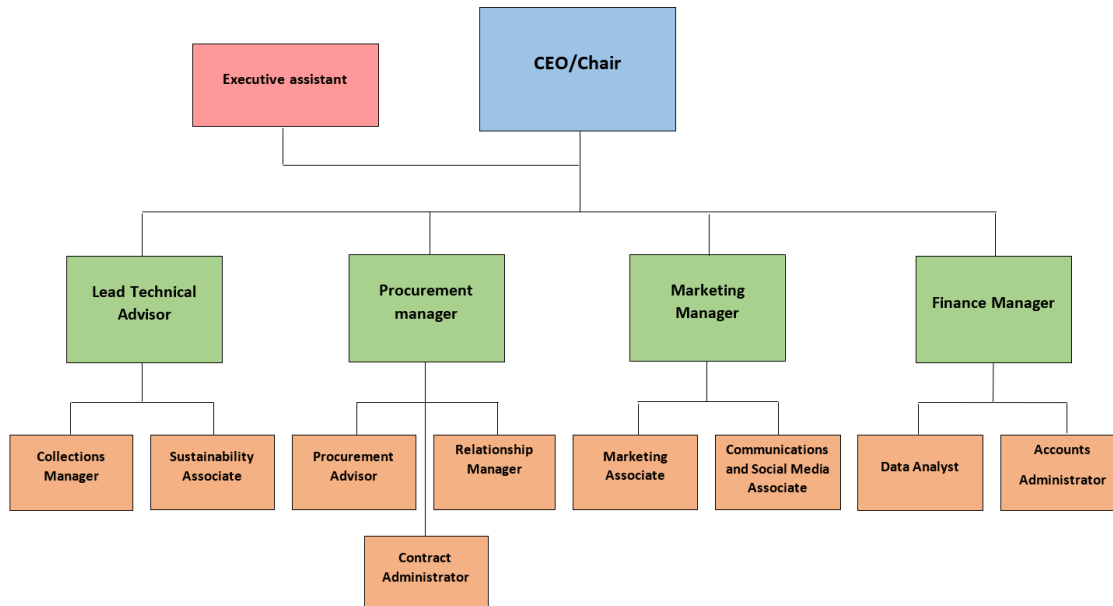 CEO/Chair
Executive assistant
Lead Technical
Advisor
Procurement
manager
Marketing
Manager
Finance Manager
Collections
Manager
Sustainability
Associate
Procurement
Advisor
Relationship
Manager
Contract
Administrator
Marketing
Associate
Communications
and Social Media
Associate
Data Analyst
Accounts
Administrator